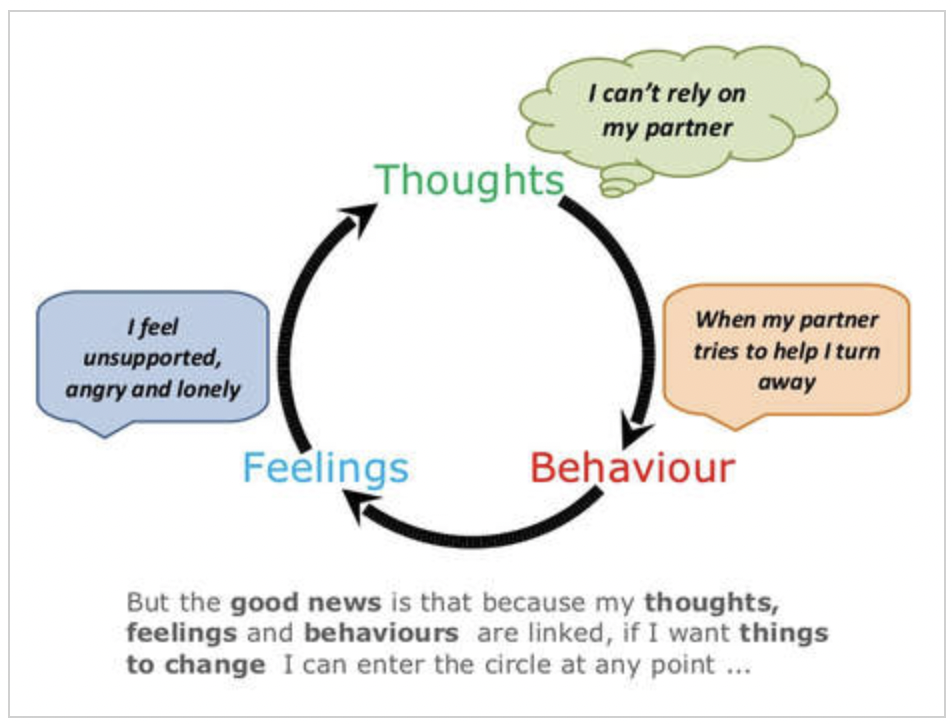 I can't rely on
my partner
Thoughts
I feel
unsupported,
angry and lonely
When my partner
tries to help I turn
away
Feelings
Behaviour
But the good news is that because my thoughts,
feelings and behaviours are linked, if I want things
to change I can enter the circle at any point ...